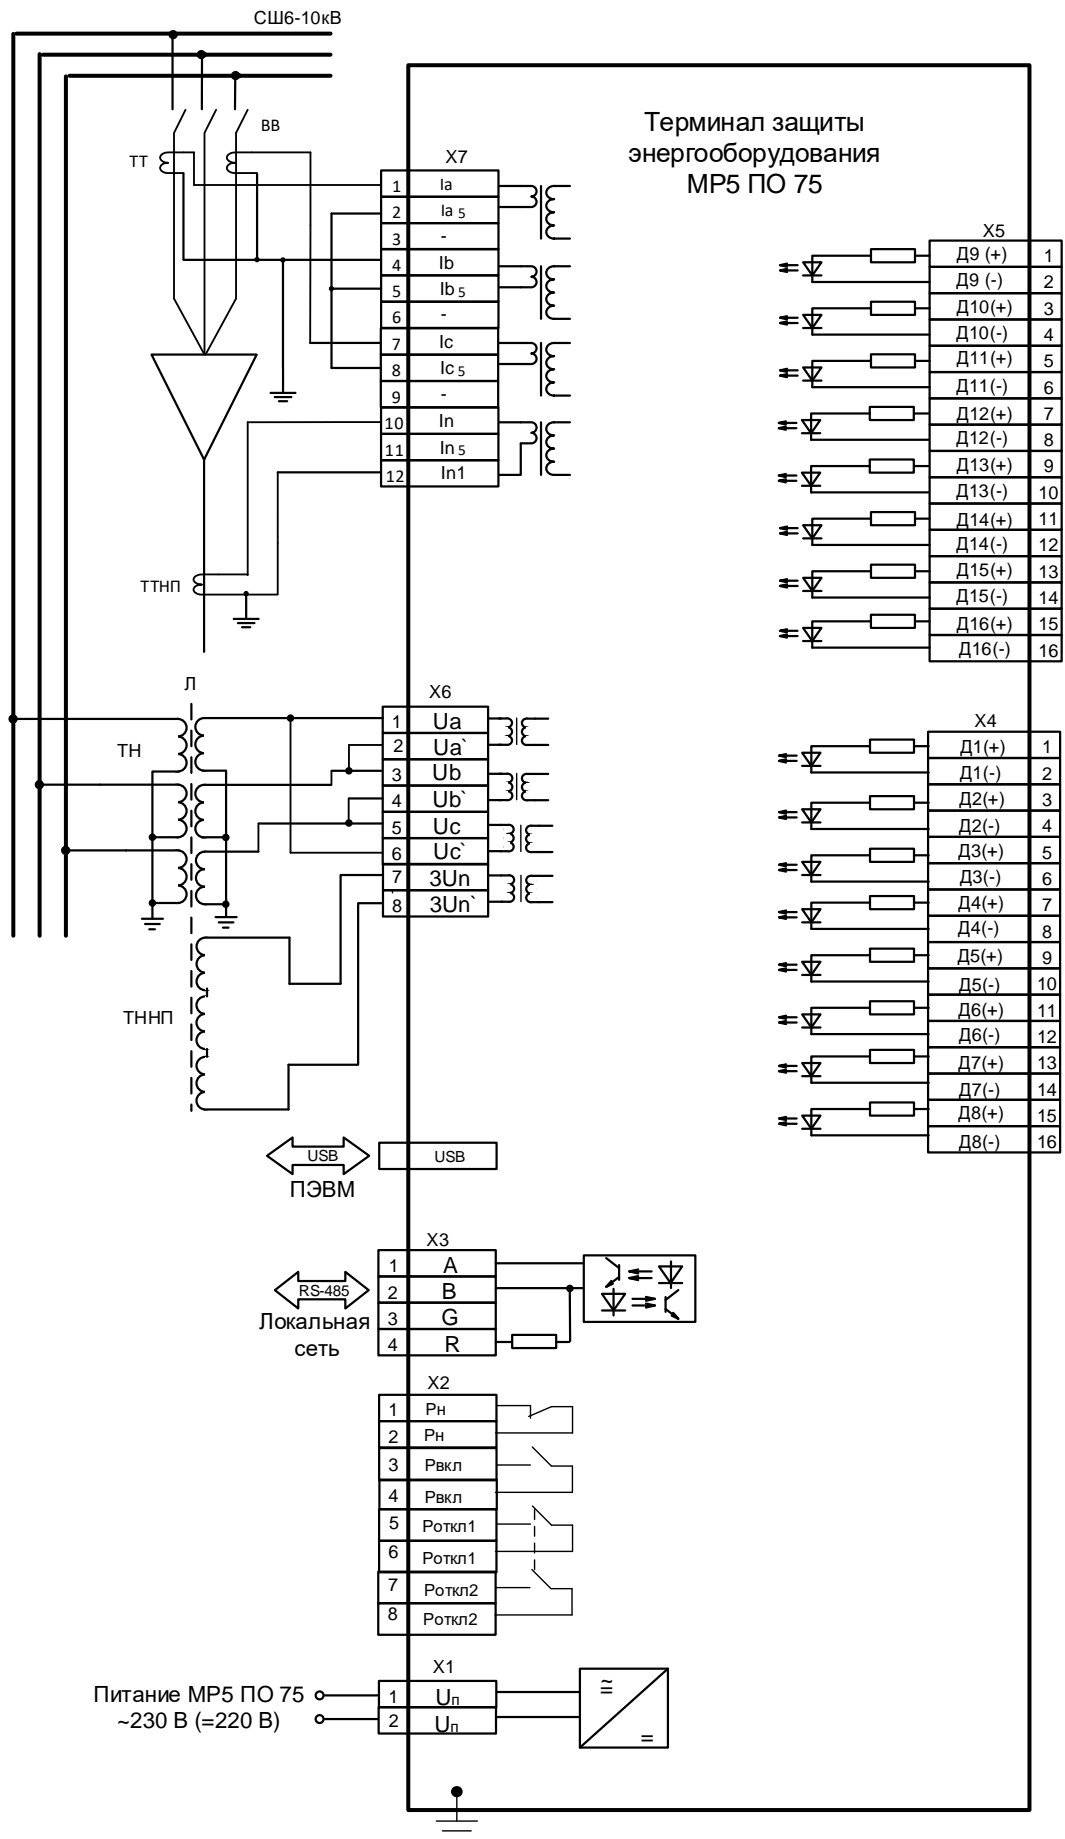 СШ6-10кВ
ВВ
ТТ
Терминал защиты
энергооборудования
МР5 ПО 75
X7
1 Ia
2 Ia 5
3 -
4 Ib
5 Ib 5
6 -
7 Ic
8 Ic 5
9 -
10 In
11 In 5
12 In1
ТТНП
X5
Д9 (+) 1
Д9 (-) 2
Д10(+) 3
Д10(-) 4
Д11(+) 5
Д11(-) 6
Д12(+) 7
Д12(-) 8
Д13(+) 9
Д13(-) 10
Д14(+) 11
Д14(-) 12
Д15(+) 13
Д15(-) 14
Д16(+) 15
Д16(-) 16
Л
ТН
X6
1 Ua
2 Ua`
3 Ub
4 Ub`
5 Uc
6 Uc`
7 3Un
8 3Un`
ТННП
X4
Д1(+) 1
Д1(-) 2
Д2(+) 3
Д2(-) 4
Д3(+) 5
Д3(-) 6
Д4(+) 7
Д4(-) 8
Д5(+) 9
Д5(-) 10
Д6(+) 11
Д6(-) 12
Д7(+) 13
Д7(-) 14
Д8(+) 15
Д8(-) 16
USB
USB
ПЭВМ
X3
1 A
2 B
3 G
4 R
RS-485
Локальная
сеть
X2
1 Рн
2 Рн
3 Рвкл
4 Рвкл
5 Роткл1
6 Роткл1
7 Роткл2
8 Роткл2
X1
1 Uп
2 Uп
Питание МР5 ПО 75
~230 В (=220 В)
≅
=